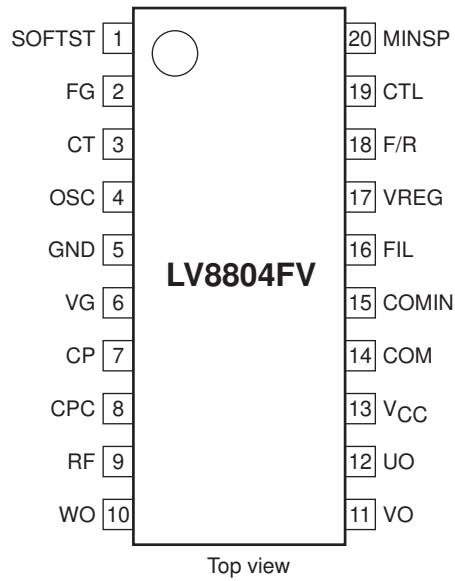 SOFTST 1 20 MINSP
FG 2 19 CTL
CT 3 18 F/R
OSC 4 17 VREG
GND 5 16 FIL
LV8804FV
VG 6 15 COMIN
CP 7 14 COM
CPC 8 13 VCC
RF 9 12 UO
WO 10 11 VO
Top view